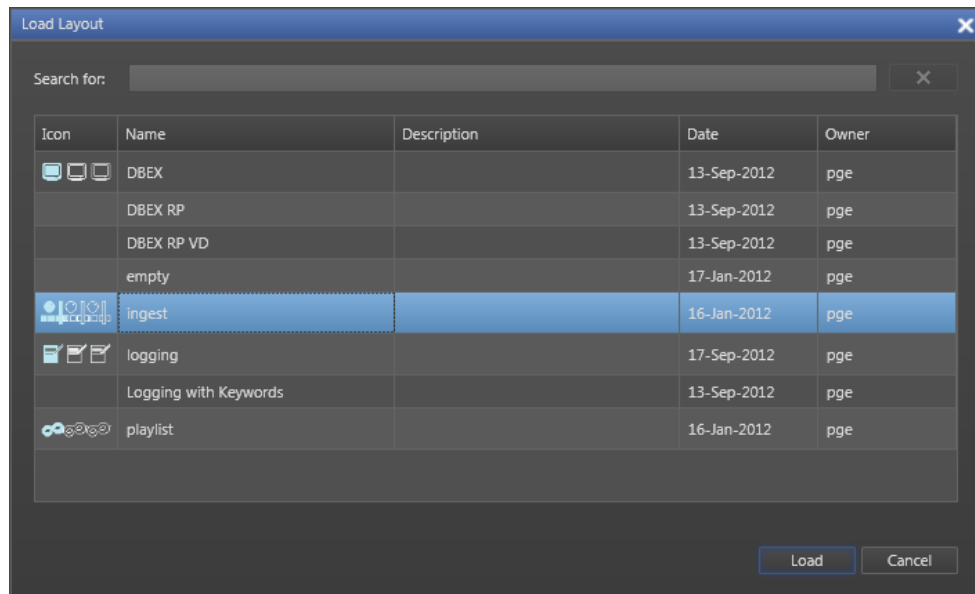 Load Layout
Search for:
Icon Name Description Date Owner
DBEX 13-Sep-2012 pge
DBEX RP 13-Sep-2012 pge
DBEX RP VD 13-Sep-2012 pge
empty 17-Jan-2012 pge
ingest 16-Jan-2012 pge
logging 17-Sep-2012 pge
Logging with Keywords 13-Sep-2012 pge
playlist 16-Jan-2012 pge
Load Cancel